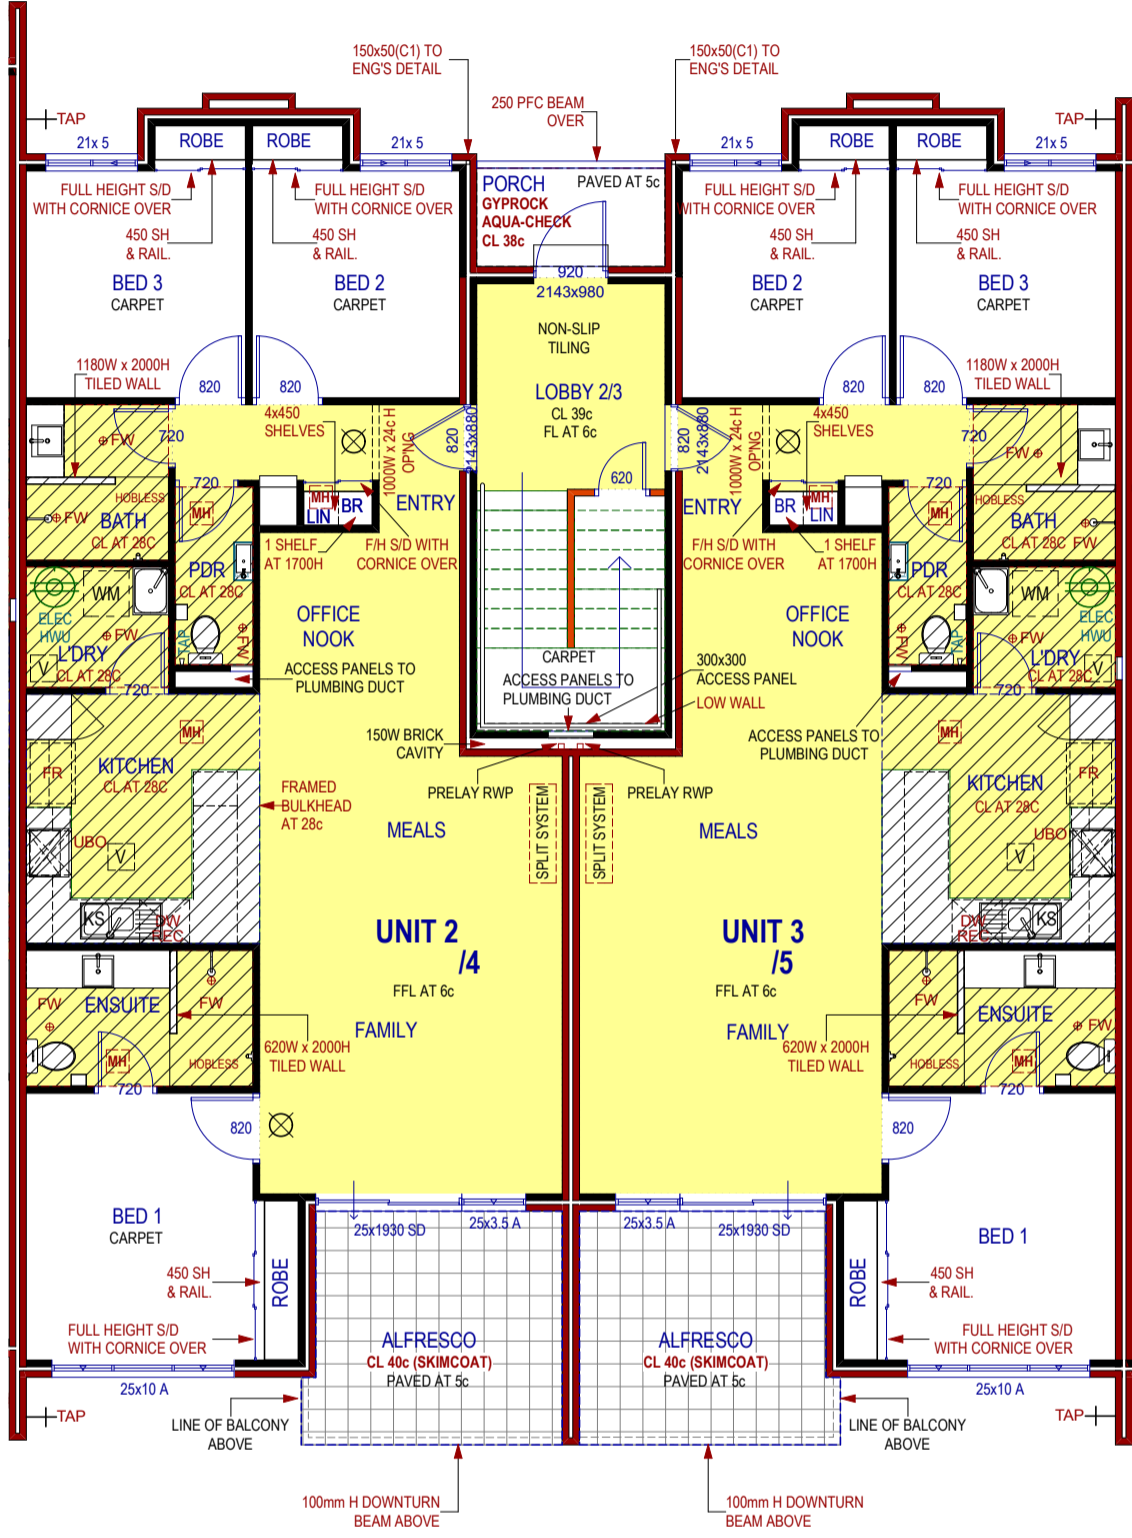 150x50(C1) TO
ENG'S DETAIL
150x50(C1) TO
ENG'S DETAIL
250 PFC BEAM
OVER
TAP
TAP
21x 5
ROBE
ROBE
21x 5
21x 5
ROBE
ROBE
21x 5
FULL HEIGHT S/D
WITH CORNICE OVER
FULL HEIGHT S/D
WITH CORNICE OVER
PORCH
PAVED AT 5c
GYPROCK
AQUA-CHECK
CL 38c
FULL HEIGHT S/D
WITH CORNICE OVER
FULL HEIGHT S/D
WITH CORNICE OVER
450 SH
& RAIL.
450 SH
& RAIL.
450 SH
& RAIL.
450 SH
& RAIL.
BED 3
CARPET
BED 2
CARPET
920
2143x980
BED 2
CARPET
BED 3
CARPET
NON-SLIP
TILING
1180W x 2000H
TILED WALL
820
820
LOBBY 2/3
CL 39c
FL AT 6c
820
820
1180W x 2000H
TILED WALL
4x450
SHELVES
1000W x 24c H
OP'NG
820
2143x880
820
2143x880
1000W x 24c H
OP'NG
4x450
SHELVES
FW
720
720
FW
620
HOBLESS
720
MH
MH
LIN
BR
ENTRY
ENTRY
BR
MH
LIN
720
MH
HOBLESS
FW
BATH
CL AT 28C
BATH
CL AT 28C
FW
1 SHELF
AT 1700H
F/H S/D WITH
CORNICE OVER
F/H S/D WITH
CORNICE OVER
1 SHELF
AT 1700H
WM
PDR
CL AT 28C
PDR
CL AT 28C
WM
ELEC
HWU
OFFICE
NOOK
OFFICE
NOOK
ELEC
HWU
FW
TAP
FW
FW
TAP
FW
L'DRY
CL AT 28C
V
L'DRY
CL AT 28C
V
CARPET
ACCESS PANELS TO
PLUMBING DUCT
ACCESS PANELS TO
PLUMBING DUCT
300x300
ACCESS PANEL
LOW WALL
720
720
MH
150W BRICK
CAVITY
ACCESS PANELS TO
PLUMBING DUCT
MH
FR
KITCHEN
CL AT 28C
FRAMED
BULKHEAD
AT 28c
PRELAY RWP
PRELAY RWP
KITCHEN
CL AT 28C
FR
SPLIT SYSTEM
SPLIT SYSTEM
MEALS
MEALS
UBO
V
V
UBO
KS
DW
REC
DW
REC
KS
UNIT 2
/4
UNIT 3
/5
FFL AT 6c
FFL AT 6c
FW
ENSUITE
FW
FW
ENSUITE
FW
FAMILY
FAMILY
620W x 2000H
TILED WALL
620W x 2000H
TILED WALL
MH
HOBLESS
HOBLESS
MH
720
720
820
820
BED 1
CARPET
25x1930 SD
25x3.5 A
25x3.5 A
25x1930 SD
BED 1
450 SH
& RAIL.
ROBE
ROBE
450 SH
& RAIL.
FULL HEIGHT S/D
WITH CORNICE OVER
ALFRESCO
CL 40c (SKIMCOAT)
PAVED AT 5c
ALFRESCO
CL 40c (SKIMCOAT)
PAVED AT 5c
FULL HEIGHT S/D
WITH CORNICE OVER
25x10 A
25x10 A
TAP
LINE OF BALCONY
ABOVE
LINE OF BALCONY
ABOVE
TAP
100mm H DOWNTURN
BEAM ABOVE
100mm H DOWNTURN
BEAM ABOVE